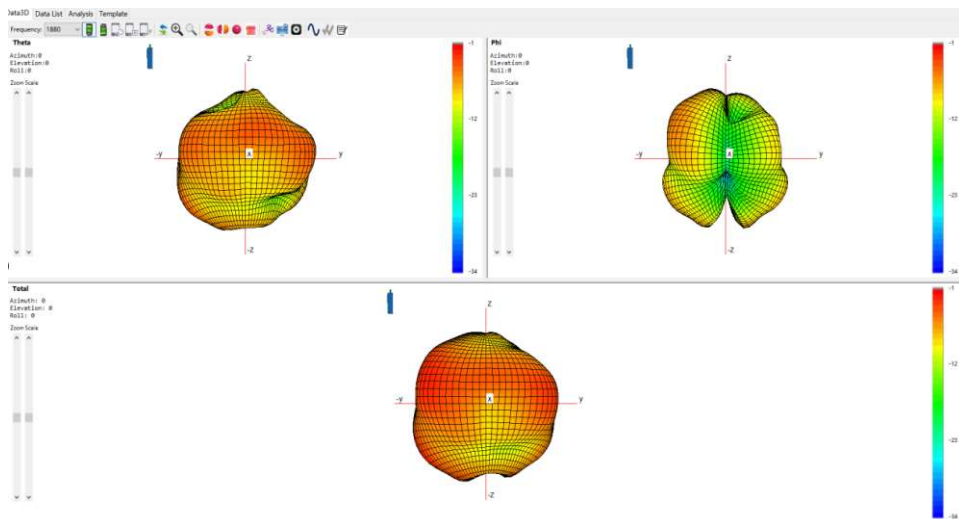 Data3D Data List Analysis Template
Frequency: 1880
Theta
Azimuth:0
Elevation:0
Roll:0
Zoom Scale
Z
-y
x
y
-Z
-1
-12
-23
-34
Phi
Azimuth:0
Elevation:0
Roll:0
Zoom Scale
Z
-y
x
y
-Z
-1
-12
-23
-34
Total
Azimuth: 0
Elevation: 0
Roll: 0
Zoom Scale
Z
-y
x
y
-Z
-1
-12
-23
-34